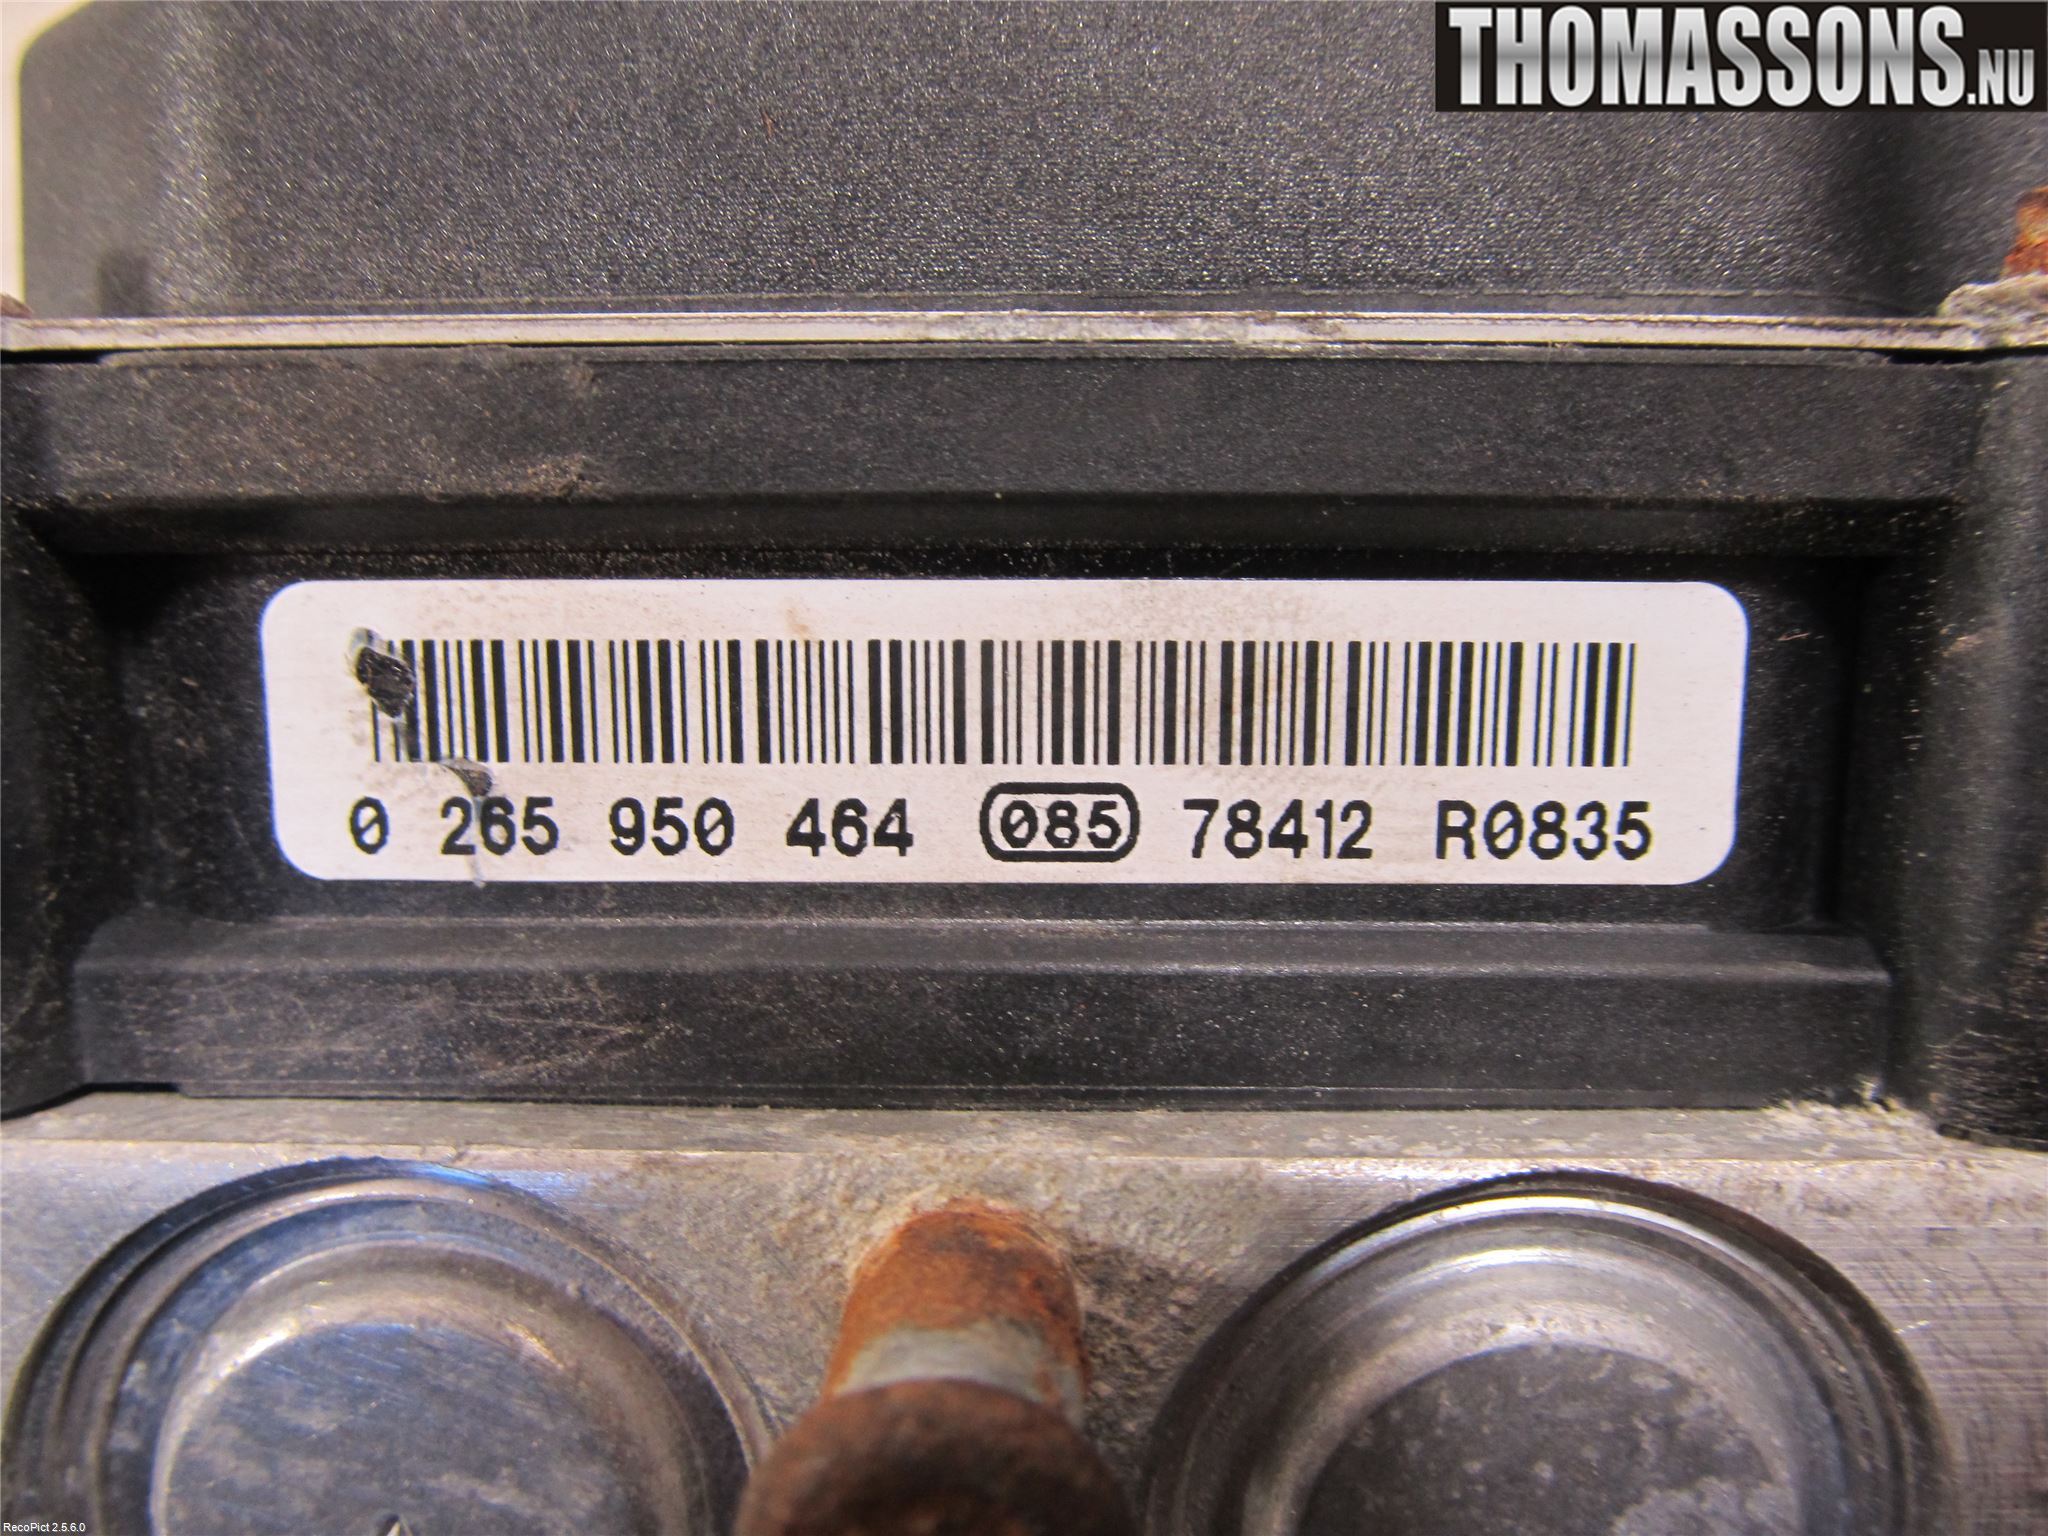 THOMASSONS.NU
0 265 950 464 085 78412 R0835
RecoPict 2.5.6.0